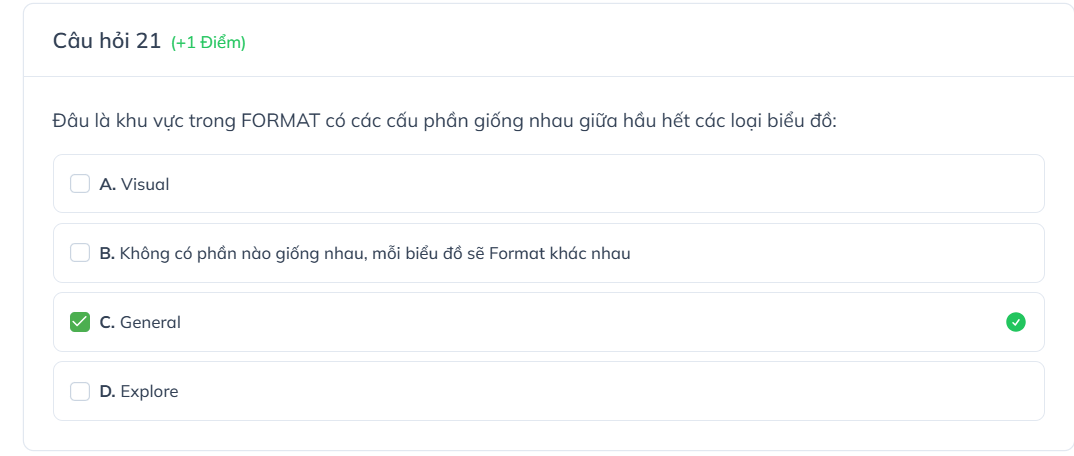 Câu hỏi 21 (+1 Điểm)
Đâu là khu vực trong FORMAT có các cấu phần giống nhau giữa hầu hết các loại biểu đồ:
A. Visual
B. Không có phần nào giống nhau, mỗi biểu đồ sẽ Format khác nhau
C. General
D. Explore